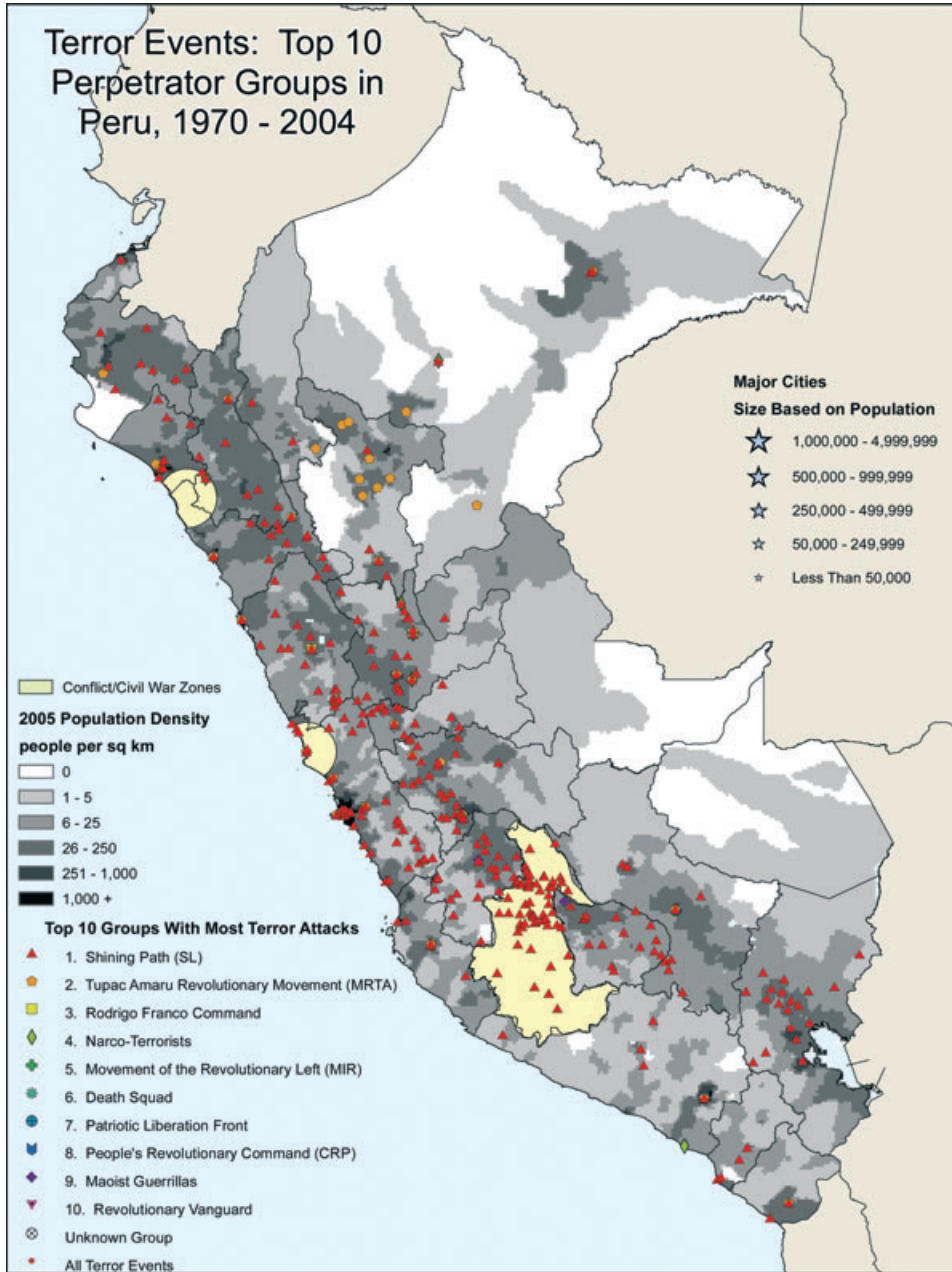 Terror Events: Top 10
Perpetrator Groups in
Peru, 1970 - 2004
Major Cities
Size Based on Population
1,000,000 - 4,999,999
500,000 - 999,999
250,000 - 499,999
50,000 - 249,999
Less Than 50,000
Conflict/Civil War Zones
2005 Population Density
people per sq km
0
1 - 5
6 - 25
26 - 250
251 - 1,000
1,000 +
Top 10 Groups With Most Terror Attacks
1. Shining Path (SL)
2. Tupac Amaru Revolutionary Movement (MRTA)
3. Rodrigo Franco Command
4. Narco-Terrorists
5. Movement of the Revolutionary Left (MIR)
6. Death Squad
7. Patriotic Liberation Front
8. People's Revolutionary Command (CRP)
9. Maoist Guerrillas
10. Revolutionary Vanguard
Unknown Group
All Terror Events